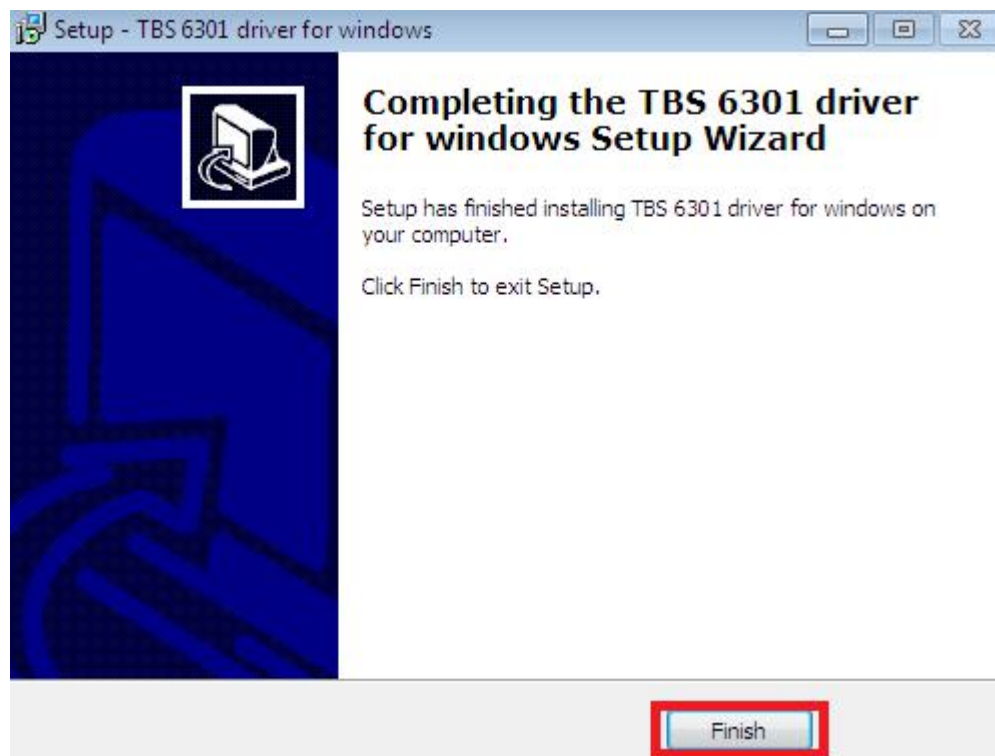 Setup - TBS 6301 driver for windows
Completing the TBS 6301 driver
for windows Setup Wizard
Setup has finished installing TBS 6301 driver for windows on
your computer.
Click Finish to exit Setup.
Finish